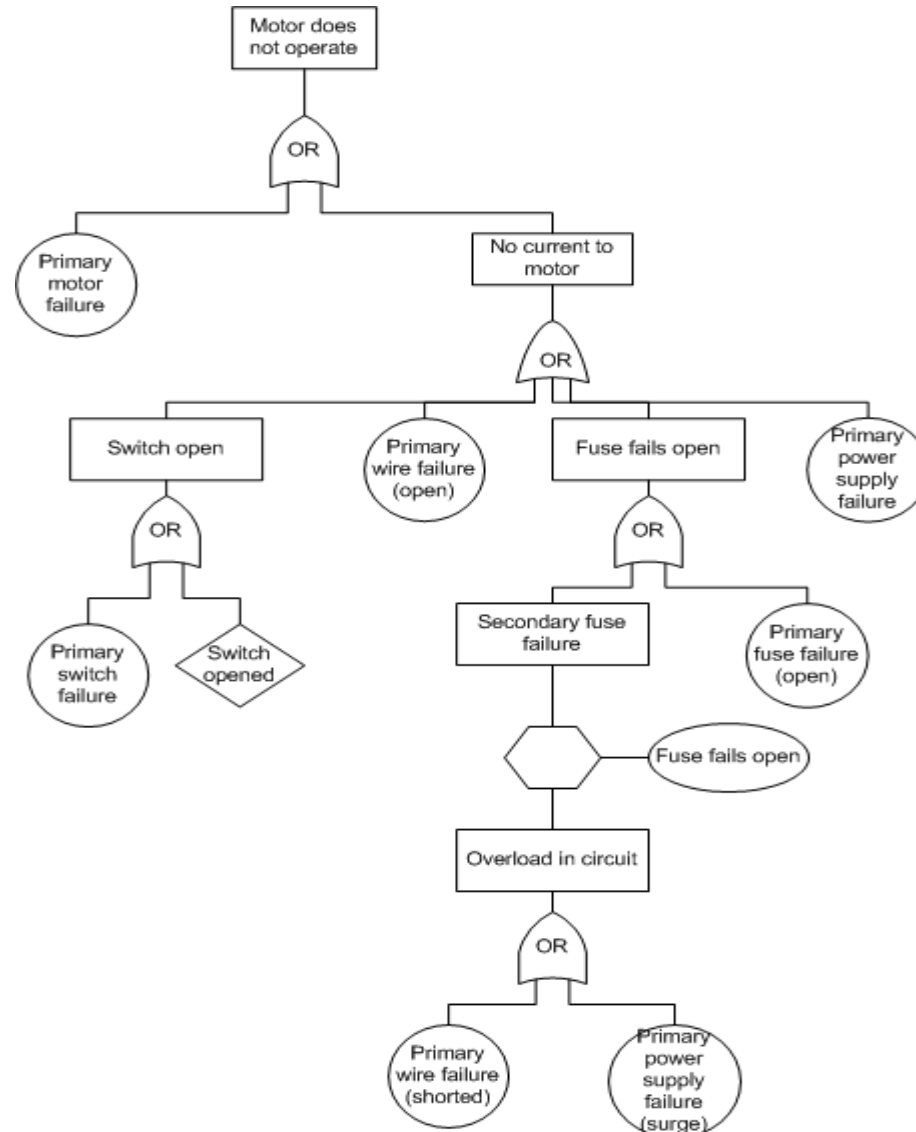 Motor does
not operate
OR
Primary
motor
failure
No current to
motor
OR
Switch open
Primary
wire failure
(open)
Fuse fails open
Primary
power
supply
failure
OR
OR
Primary
switch
failure
Switch
opened
Secondary fuse
failure
Primary
fuse failure
(open)
Fuse fails open
Overload in circuit
OR
Primary
wire failure
(shorted)
Primary
power
supply
failure
(surge)